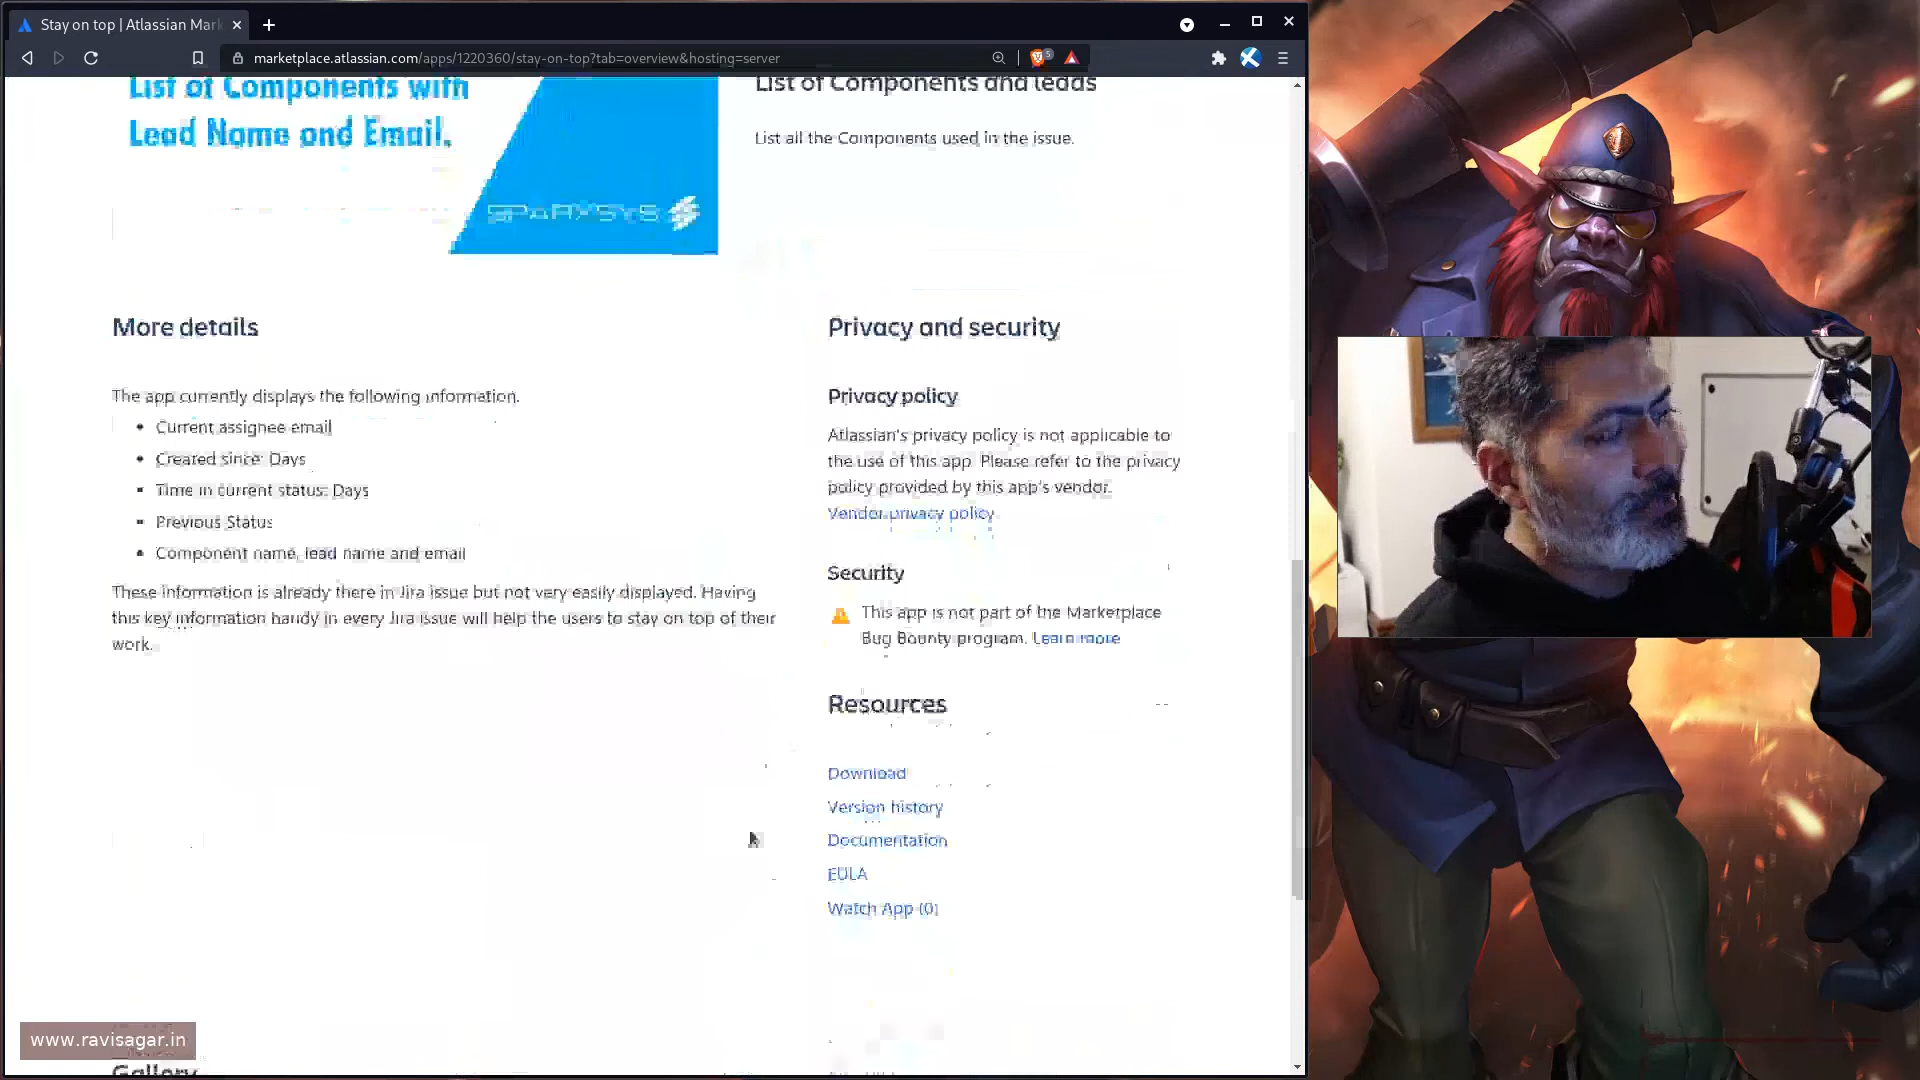 Stay on top | Atlassian Mark
marketplace.atlassian.com/apps/1220360/stay-on-top?tab=overview&hosting=server
5
List of Components with
Lead Name and Email.
SPARXSYS
List of Components and leads
List all the Components used in the issue.
More details
The app currently displays the following information.
Current assignee email
Created since: Days
Time in current status: Days
Previous Status
Component name, lead name and email
These information is already there in Jira issue but not very easily displayed. Having
this key information handy in every Jira issue will help the users to stay on top of their
work.
Privacy and security
Privacy policy
Atlassian's privacy policy is not applicable to
the use of this app. Please refer to the privacy
policy provided by this app's vendor.
Vendor privacy policy
Security
This app is not part of the Marketplace
Bug Bounty program. Learn more
Resources
Download
Version history
Documentation
EULA
Watch App (0)
www.ravisagar.in
Gallery